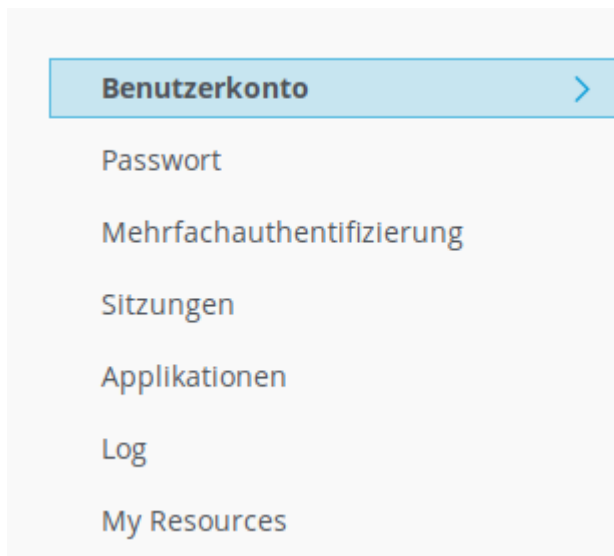 Benutzerkonto
Passwort
Mehrfachauthentifizierung
Sitzungen
Applikationen
Log
My Resources